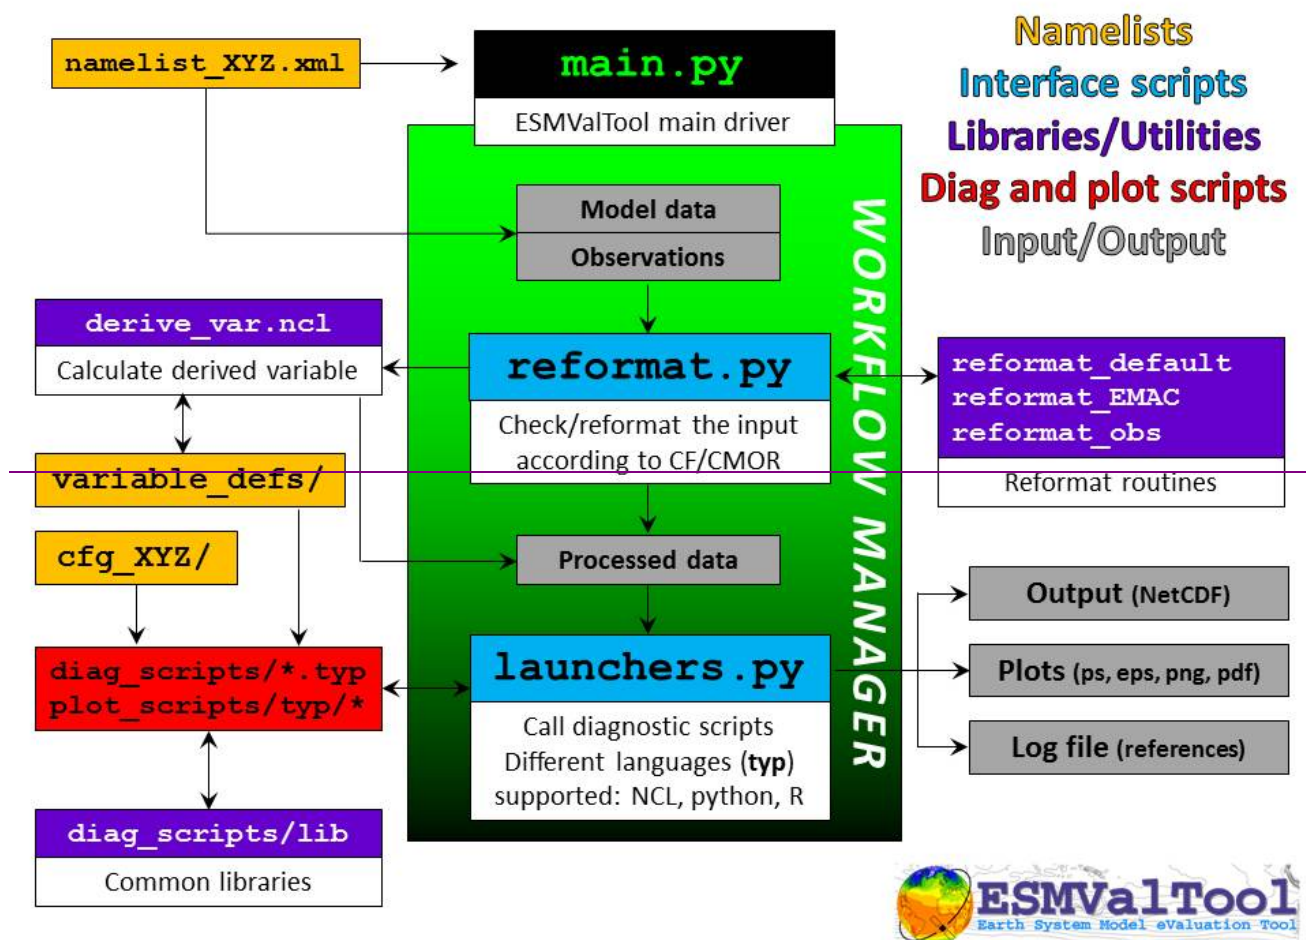 namelist_XYZ.xml
main.py
ESMValTool main driver
Namelists
Interface scripts
Libraries/Utilities
Diag and plot scripts
Input/Output
Model data
Observations
WORKFLOW MANAGER
derive_var.ncl
Calculate derived variable
reformat.py
Check/reformat the input
according to CF/CMOR
reformat_default
reformat_EMAC
reformat_obs
Reformat routines
variable_defs/
cfg_XYZ/
Processed data
Output (NetCDF)
Plots (ps, eps, png, pdf)
Log file (references)
diag_scripts/*.typ
plot_scripts/typ/*
launchers.py
Call diagnostic scripts
Different languages (typ)
supported: NCL, python, R
diag_scripts/lib
Common libraries
ESMValTool
Earth System Model eValuation Tool